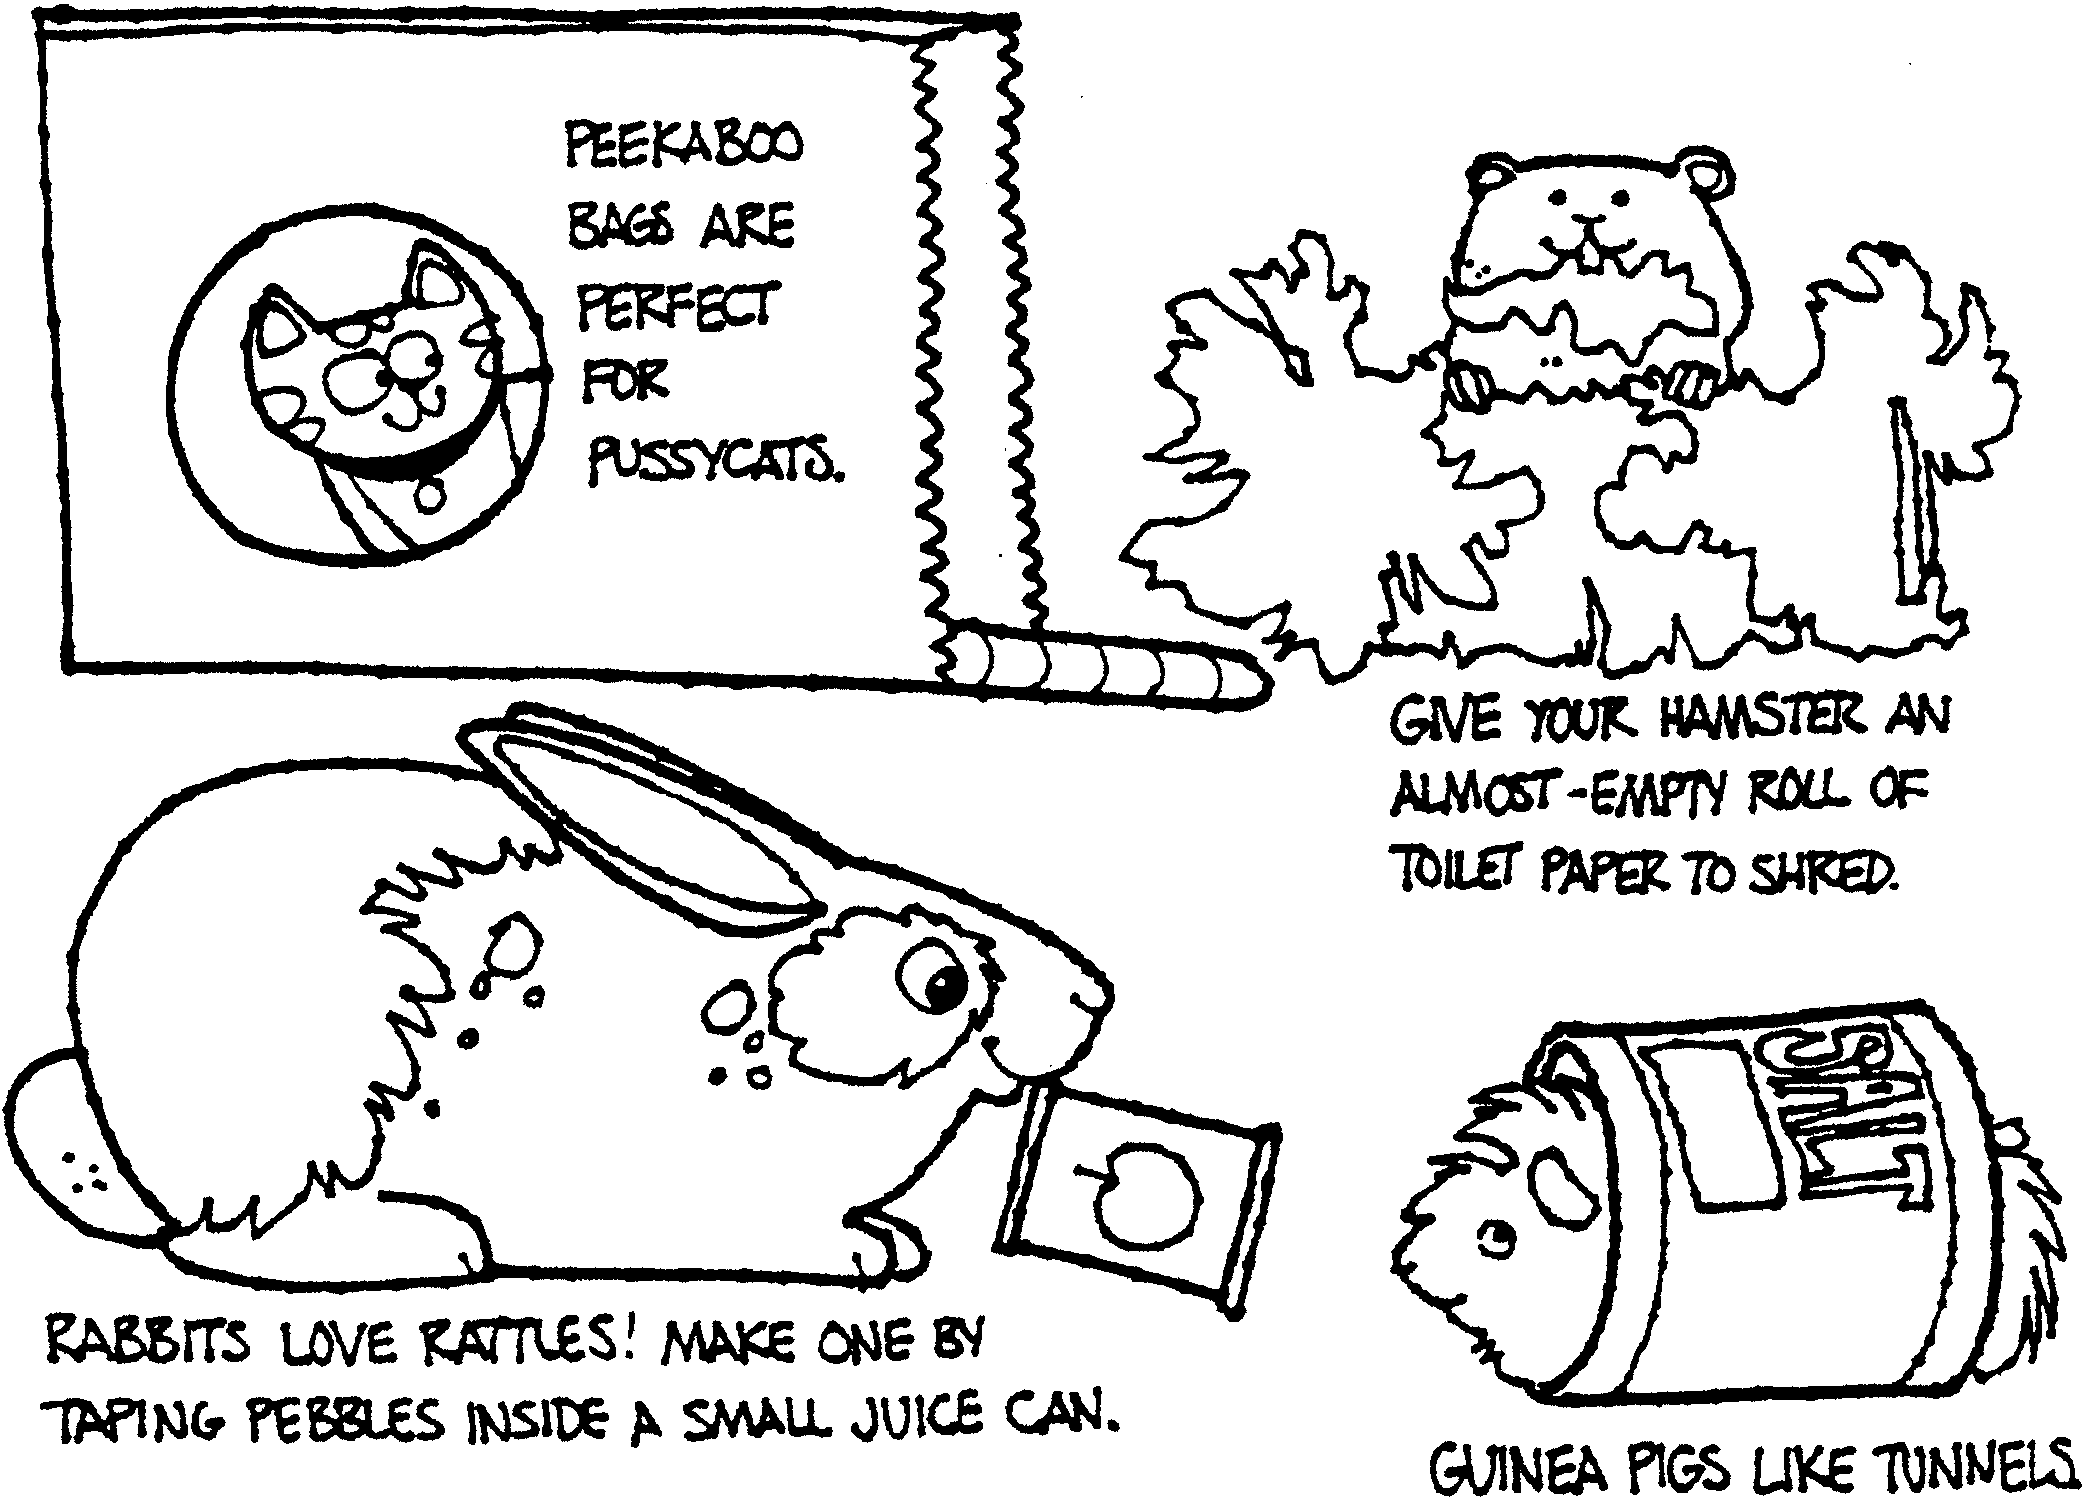 PEEKABOO
BAGS ARE
PERFECT
FOR
PUSSYCATS.
GIVE YOUR HAMSTER AN
ALMOST-EMPTY ROLL OF
TOILET PAPER TO SHRED.
RABBITS LOVE RATTLES! MAKE ONE BY
TAPING PEBBLES INSIDE A SMALL JUICE CAN.
GUINEA PIGS LIKE TUNNELS.